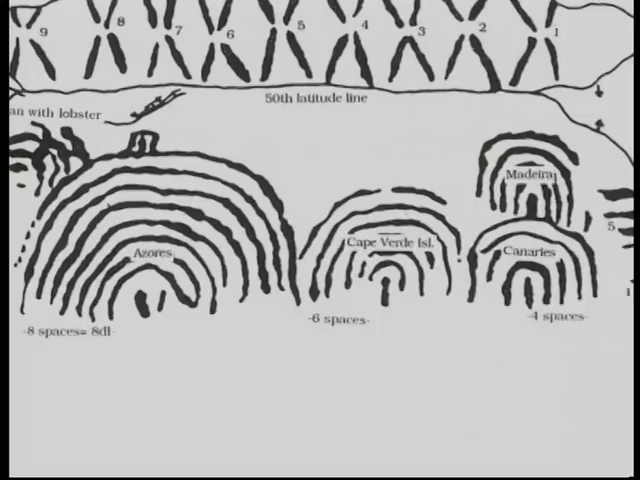 9 8 7 6 5 4 3 2 1
50th latitude line
an with lobster
Madeira
5
Azores
Cape Verde Isl.
Canaries
-8 spaces= 8dl-
-6 spaces-
-4 spaces-